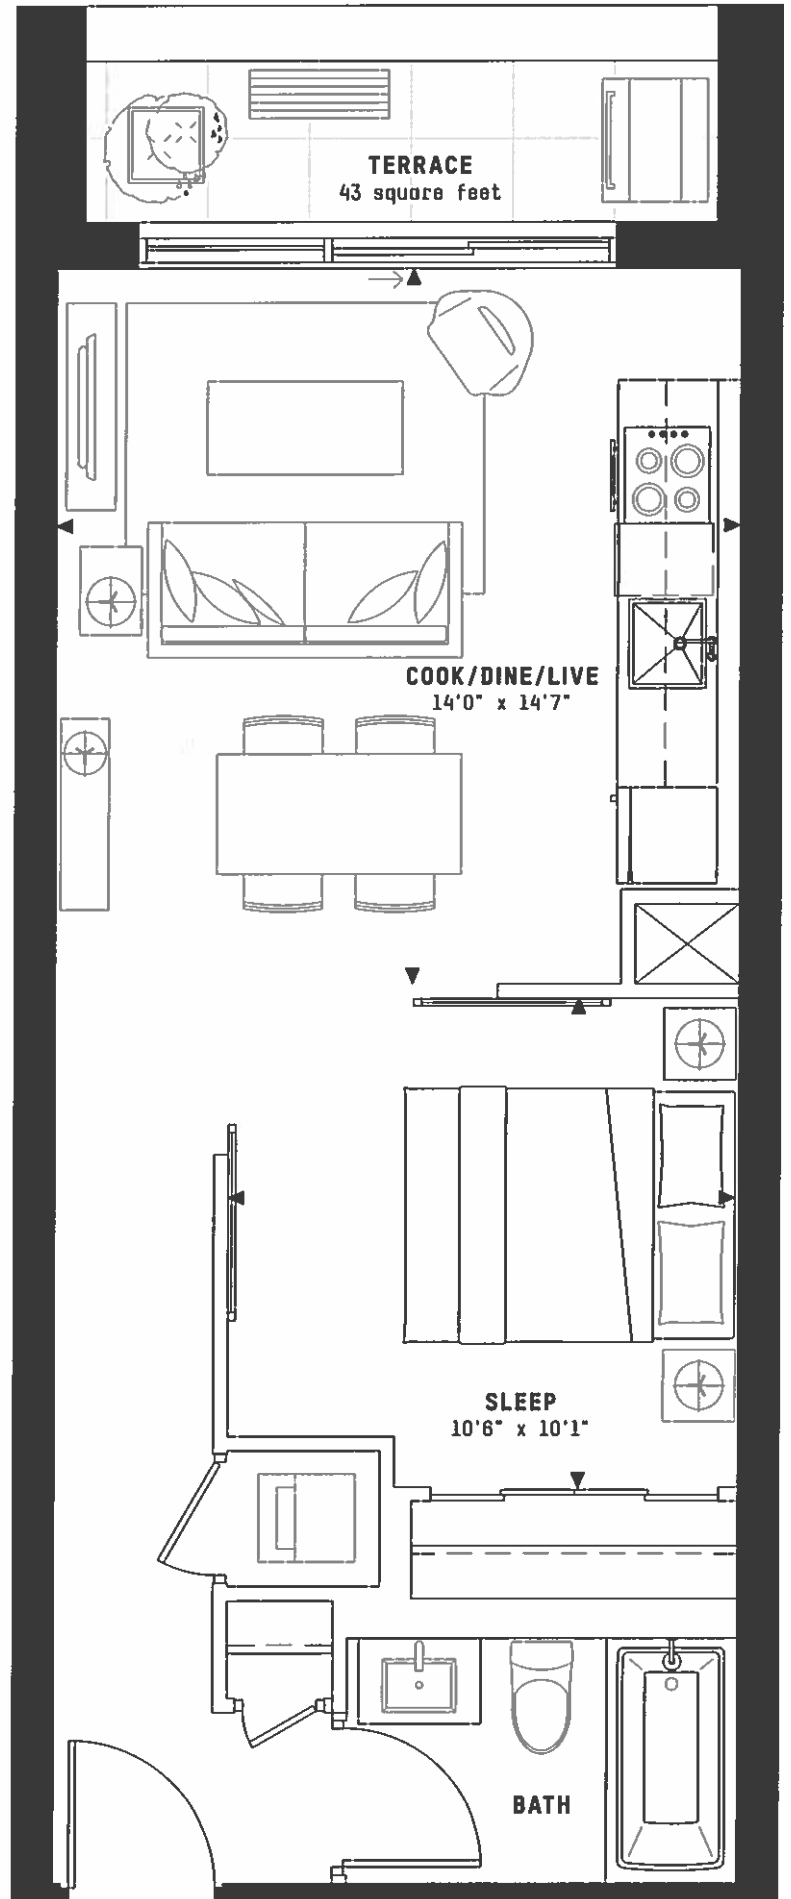 TERRACE
43 square feet
COOK/DINE/LIVE
14'0" x 14'7"
SLEEP
10'6" x 10'1"
BATH